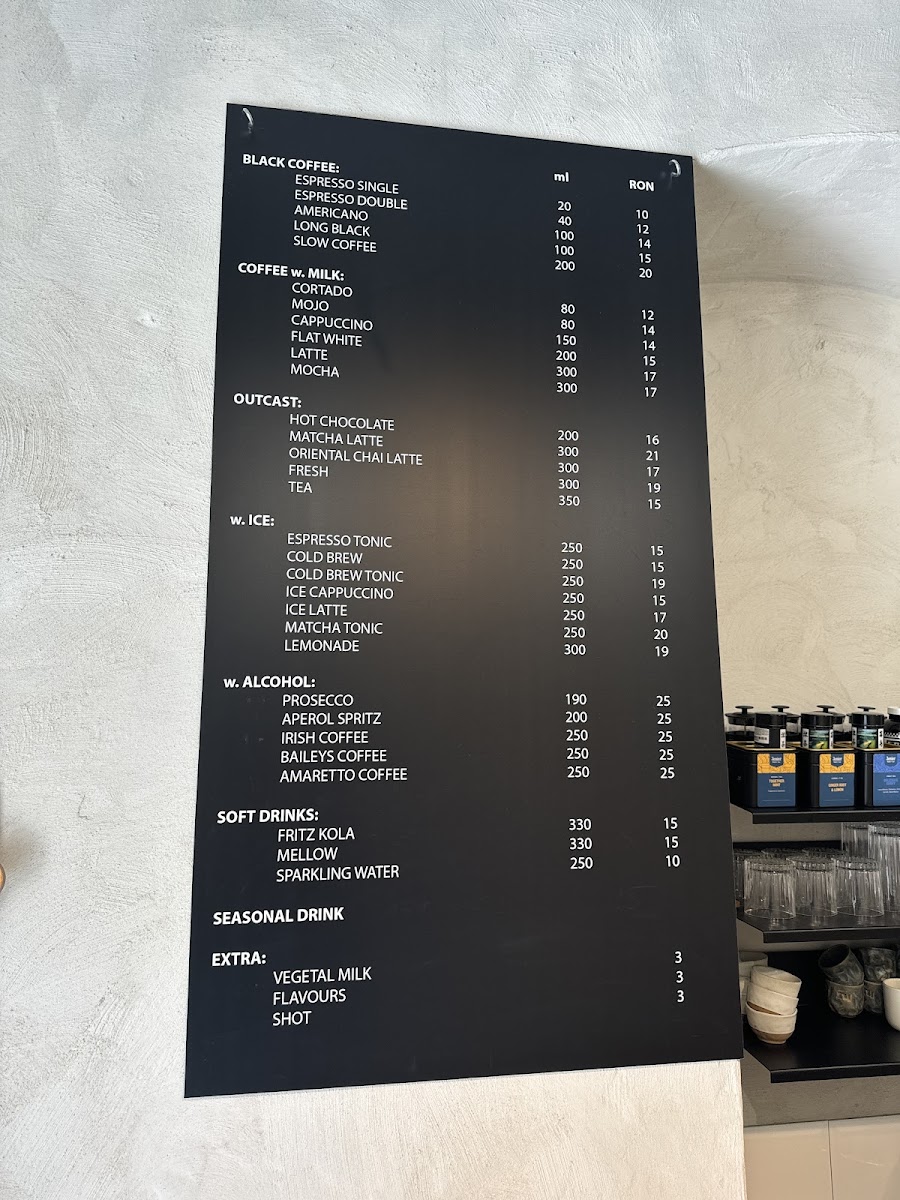 ml RON
BLACK COFFEE:
ESPRESSO SINGLE 20 10
ESPRESSO DOUBLE 40 12
AMERICANO 100 14
LONG BLACK 100 15
SLOW COFFEE 200 20
COFFEE w. MILK:
CORTADO 80 12
MOJO 80 14
CAPPUCCINO 150 14
FLAT WHITE 200 15
LATTE 300 17
MOCHA 300 17
OUTCAST:
HOT CHOCOLATE 200 16
MATCHA LATTE 300 21
ORIENTAL CHAI LATTE 300 17
FRESH 300 19
TEA 350 15
w. ICE:
ESPRESSO TONIC 250 15
COLD BREW 250 15
COLD BREW TONIC 250 19
ICE CAPPUCCINO 250 15
ICE LATTE 250 17
MATCHA TONIC 250 20
LEMONADE 300 19
w. ALCOHOL:
PROSECCO 190 25
APEROL SPRITZ 200 25
IRISH COFFEE 250 25
BAILEYS COFFEE 250 25
AMARETTO COFFEE 250 25
SOFT DRINKS:
FRITZ KOLA 330 15
MELLOW 330 15
SPARKLING WATER 250 10
SEASONAL DRINK
EXTRA:
VEGETAL MILK 3
FLAVOURS 3
SHOT 3